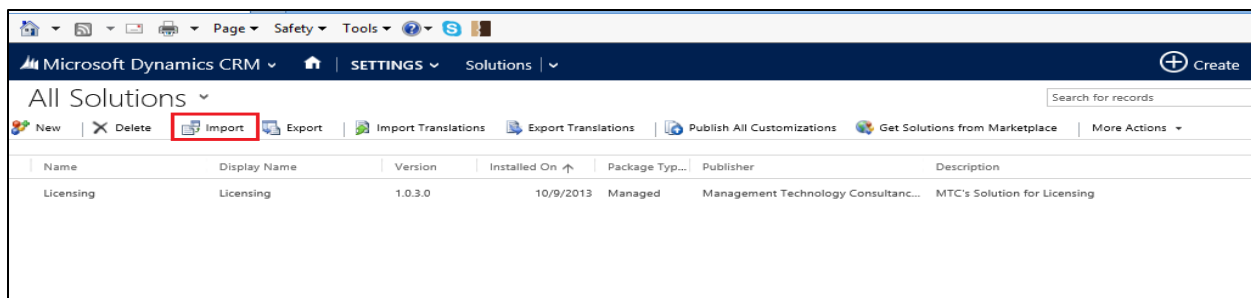 Page Safety Tools
Microsoft Dynamics CRM SETTINGS Solutions Create
All Solutions Search for records
New Delete Import Export Import Translations Export Translations Publish All Customizations Get Solutions from Marketplace More Actions
Name Display Name Version Installed On Package Typ... Publisher Description
Licensing Licensing 1.0.3.0 10/9/2013 Managed Management Technology Consultanc... MTC's Solution for Licensing